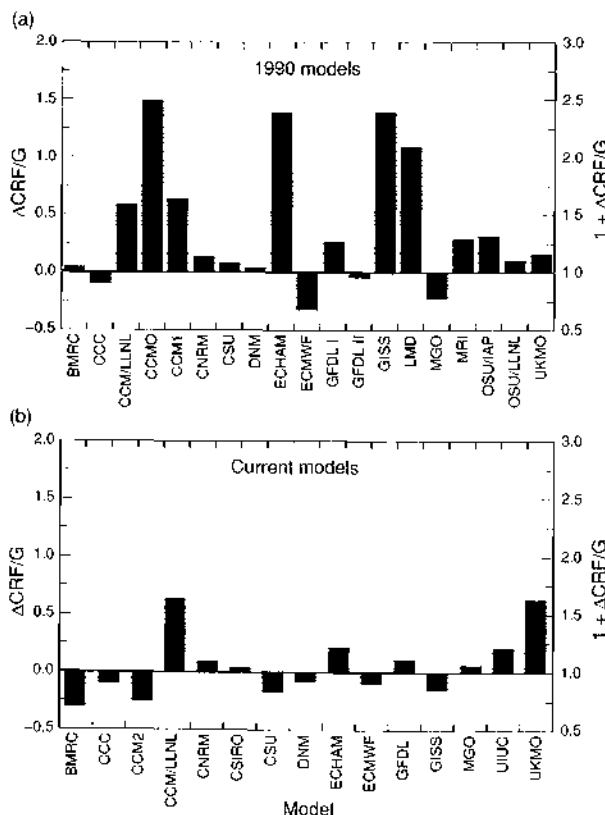 (a)
2.0
1.5
1.0
0.5
0.0
−0.5
ΔCRF/G
1990 models
3.0
2.5
2.0
1.5
1.0
0.5
1 + ΔCRF/G
BMRC
CCC
CCM/LLNL
CCMO
CCM1
CNRM
CSU
DNM
ECHAM
ECMWF
GFDL I
GFDL II
GISS
LMD
MGO
MRI
OSU/IAP
OSU/LLNL
UKMO
(b)
2.0
1.5
1.0
0.5
0.0
−0.5
ΔCRF/G
Current models
3.0
2.5
2.0
1.5
1.0
0.5
1 + ΔCRF/G
BMRC
CCC
CCM2
CCM/LLNL
CNRM
CSIRO
CSU
DNM
ECHAM
ECMWF
GFDL
GISS
MGO
UIUC
UKMO
Model